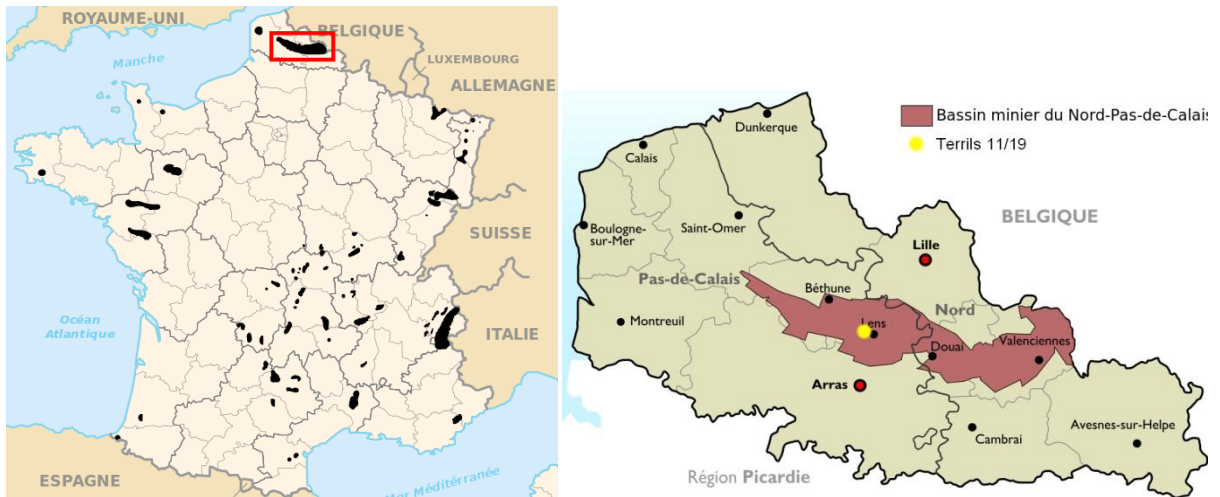 ROYAUME-UNI
BELGIQUE
LUXEMBOURG
ALLEMAGNE
Manche
SUISSE
Océan
Atlantique
ITALIE
ESPAGNE
Mer Méditérranée
Bassin minier du Nord-Pas-de-Calais
Terrils 11/19
Dunkerque
Calais
BELGIQUE
Saint-Omer
Boulogne-
sur-Mer
Lille
Pas-de-Calais
Béthune
Nord
Montreuil
Lens
Douai
Valenciennes
Arras
Cambrai
Avesnes-sur-Helpe
Région Picardie